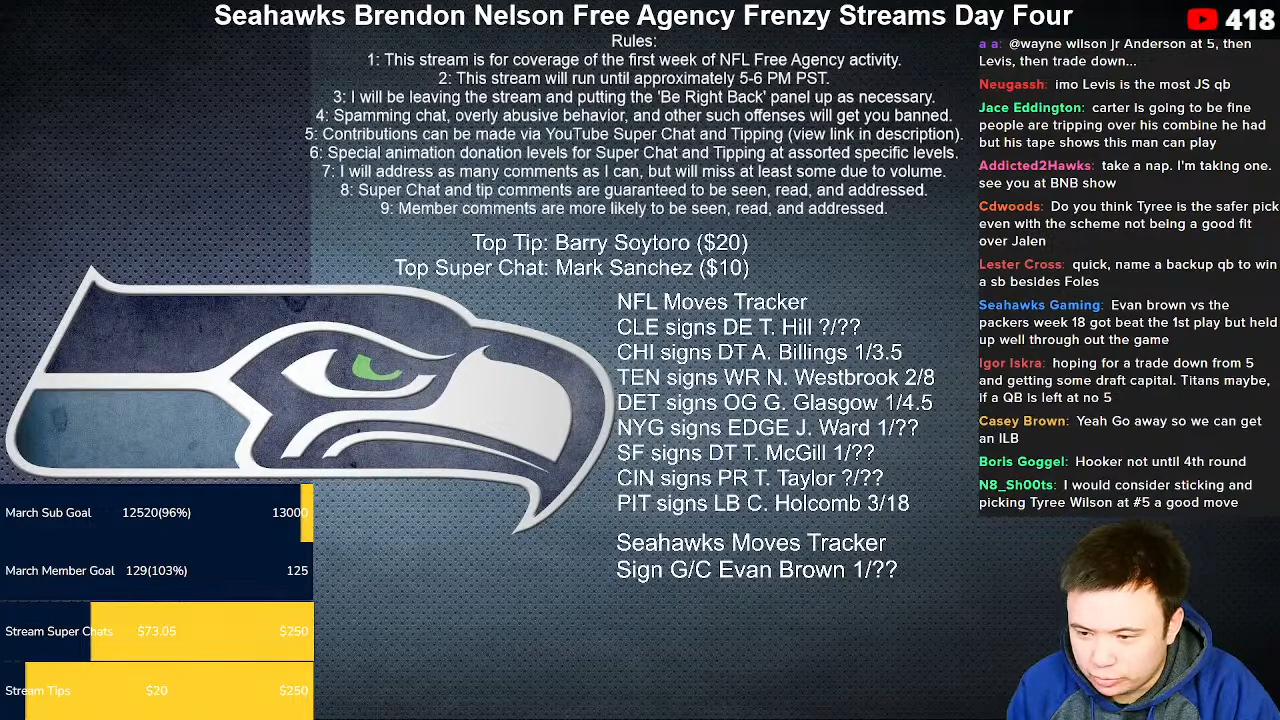 Seahawks Brendon Nelson Free Agency Frenzy Streams Day Four
418
Rules:
1: This stream is for coverage of the first week of NFL Free Agency activity.
2: This stream will run until approximately 5-6 PM PST.
3: I will be leaving the stream and putting the 'Be Right Back' panel up as necessary.
4: Spamming chat, overly abusive behavior, and other such offenses will get you banned.
5: Contributions can be made via YouTube Super Chat and Tipping (view link in description).
6: Special animation donation levels for Super Chat and Tipping at assorted specific levels.
7: I will address as many comments as I can, but will miss at least some due to volume.
8: Super Chat and tip comments are guaranteed to be seen, read, and addressed.
9: Member comments are more likely to be seen, read, and addressed.
Top Tip: Barry Soytoro ($20)
Top Super Chat: Mark Sanchez ($10)
NFL Moves Tracker
CLE signs DE T. Hill ?/??
CHI signs DT A. Billings 1/3.5
TEN signs WR N. Westbrook 2/8
DET signs OG G. Glasgow 1/4.5
NYG signs EDGE J. Ward 1/??
SF signs DT T. McGill 1/??
CIN signs PR T. Taylor ?/??
PIT signs LB C. Holcomb 3/18
Seahawks Moves Tracker
Sign G/C Evan Brown 1/??
March Sub Goal 12520(96%) 13000
March Member Goal 129(103%) 125
Stream Super Chats $73.05 $250
Stream Tips $20 $250
a a: @wayne wilson jr Anderson at 5, then
Levis, then trade down...
Neugassh: imo Levis is the most JS qb
Jace Eddington: carter is going to be fine
people are tripping over his combine he had
but his tape shows this man can play
Addicted2Hawks: take a nap. I'm taking one.
see you at BNB show
Cdwoods: Do you think Tyree is the safer pick
even with the scheme not being a good fit
over Jalen
Lester Cross: quick, name a backup qb to win
a sb besides Foles
Seahawks Gaming: Evan brown vs the
packers week 18 got beat the 1st play but held
up well through out the game
Igor Iskra: hoping for a trade down from 5
and getting some draft capital. Titans maybe,
if a QB is left at no 5
Casey Brown: Yeah Go away so we can get
an ILB
Boris Goggel: Hooker not until 4th round
N8_Sh00ts: I would consider sticking and
picking Tyree Wilson at #5 a good move